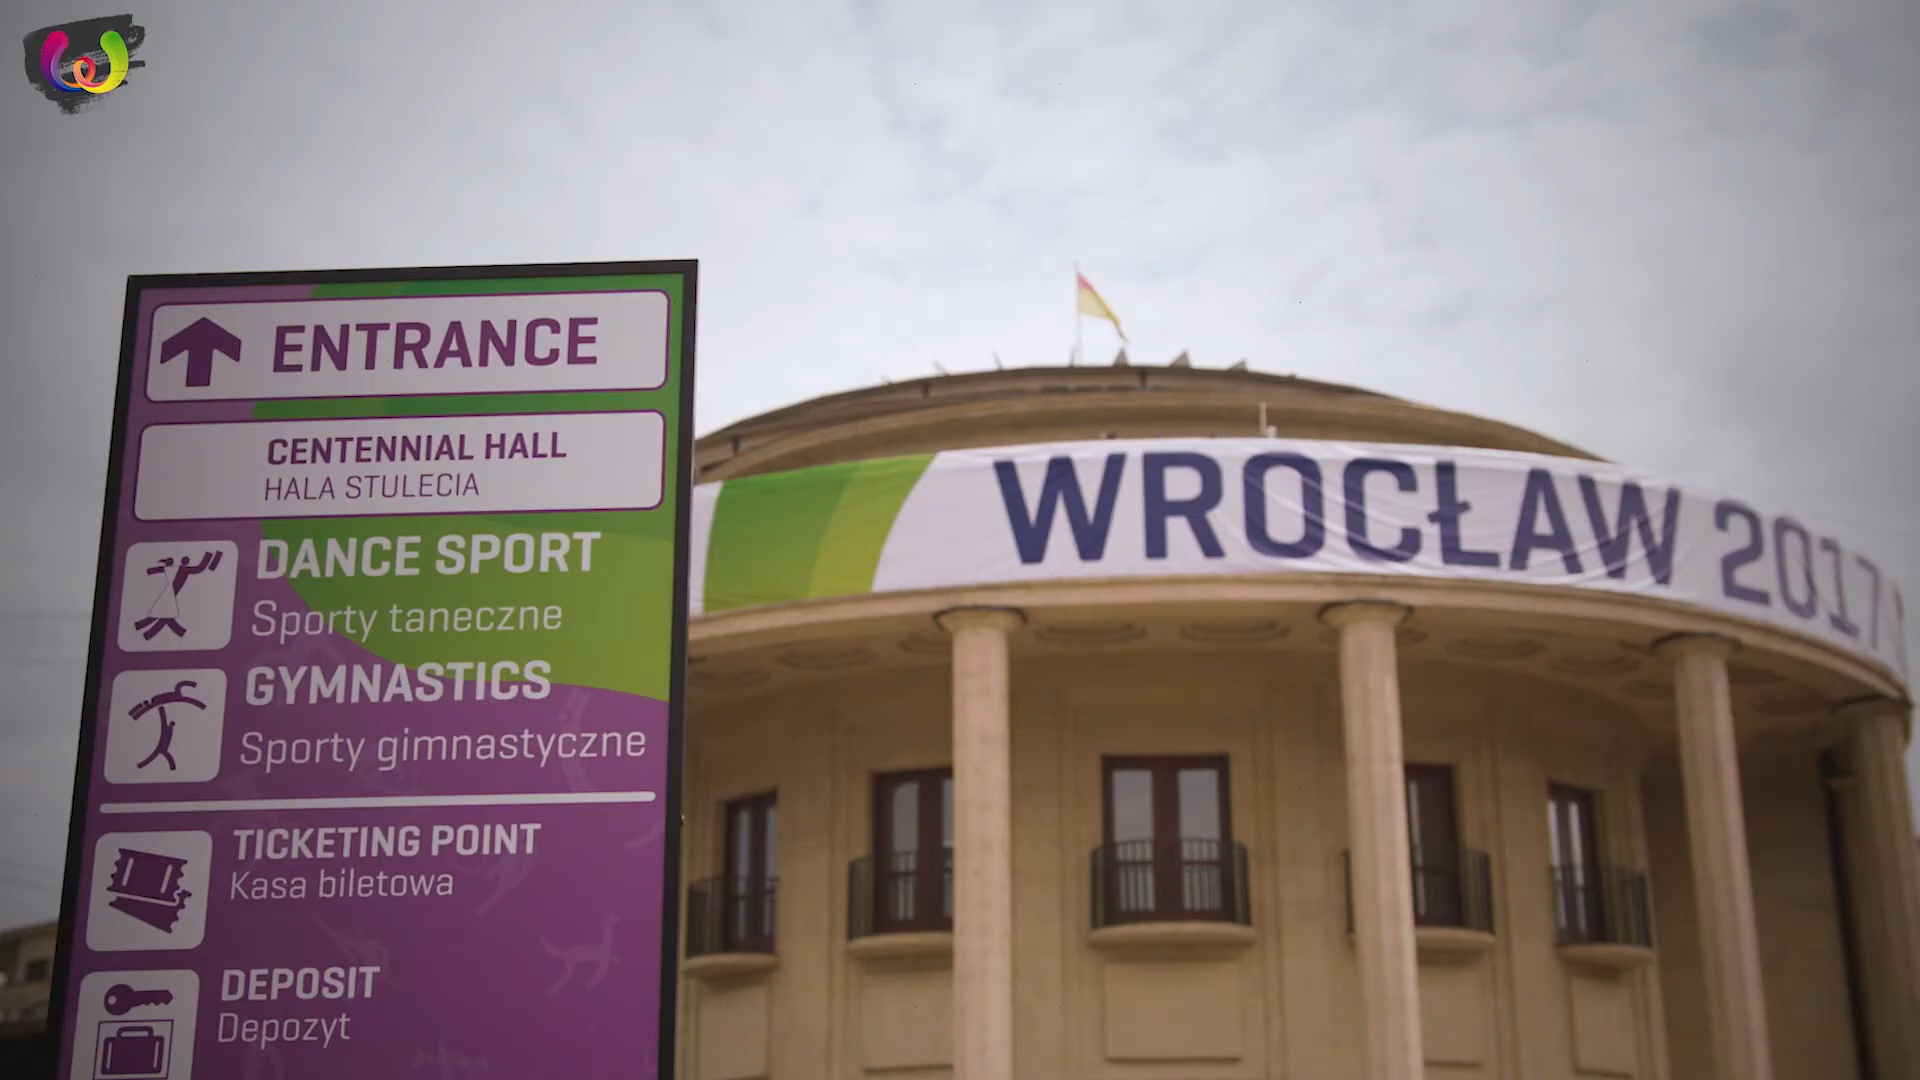 ENTRANCE
CENTENNIAL HALL
HALA STULECIA
DANCE SPORT
Sporty taneczne
GYMNASTICS
Sporty gimnastyczne
TICKETING POINT
Kasa biletowa
DEPOSIT
Depozyt
WROCŁAW 2017